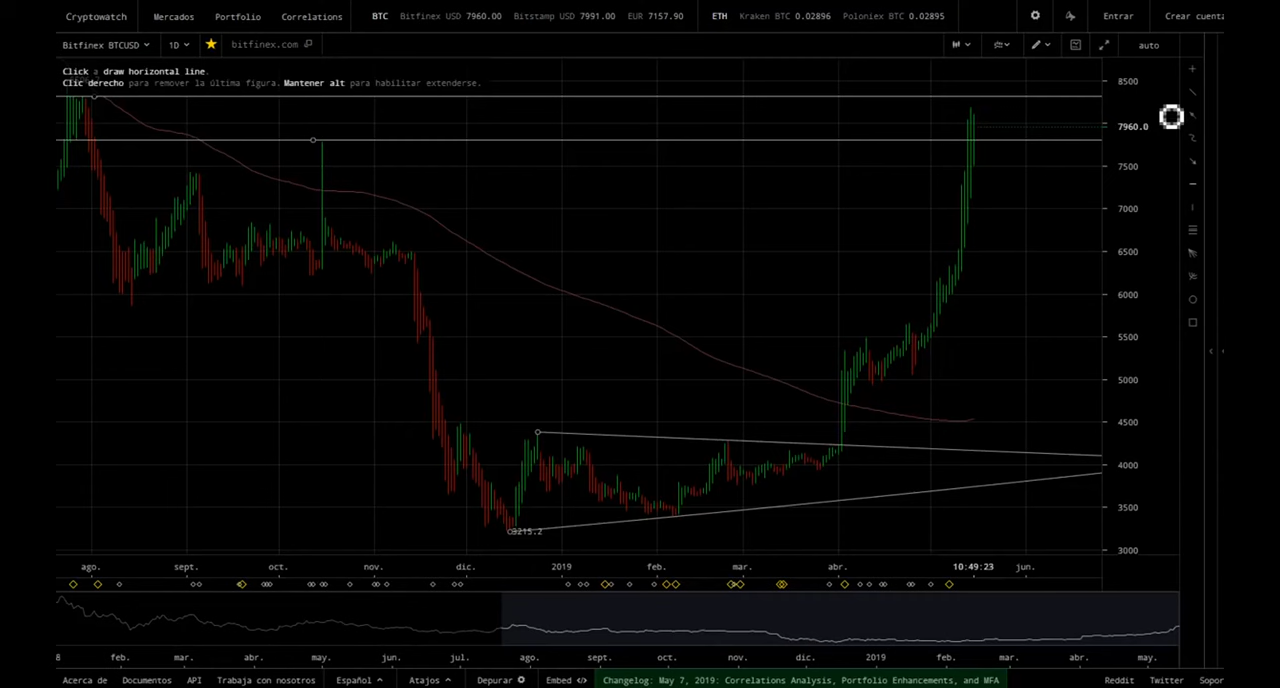 Cryptowatch Mercados Portfolio Correlations BTC Bitfinex USD 7960.00 Bitstamp USD 7991.00 EUR 7157.90 ETH Kraken BTC 0.02896 Poloniex BTC 0.02895 Entrar Crear cuenta
Bitfinex BTCUSD 1D bitfinex.com auto
Click a draw horizontal line.
Clic derecho para remover la última figura. Mantener alt para habilitar extenderse.
8500
7960.0
7500
7000
6500
6000
5500
5000
4500
4000
3500
3215.2
3000
ago. sept. oct. nov. dic. 2019 feb. mar. abr. 10:49:23 jun.
8 feb. mar. abr. may. jun. jul. ago. sept. oct. nov. dic. 2019 feb. mar. abr. may.
Acerca de Documentos API Trabaja con nosotros Español Atajos Depurar Embed </> Changelog: May 7, 2019: Correlations Analysis, Portfolio Enhancements, and MFA Reddit Twitter Sopor